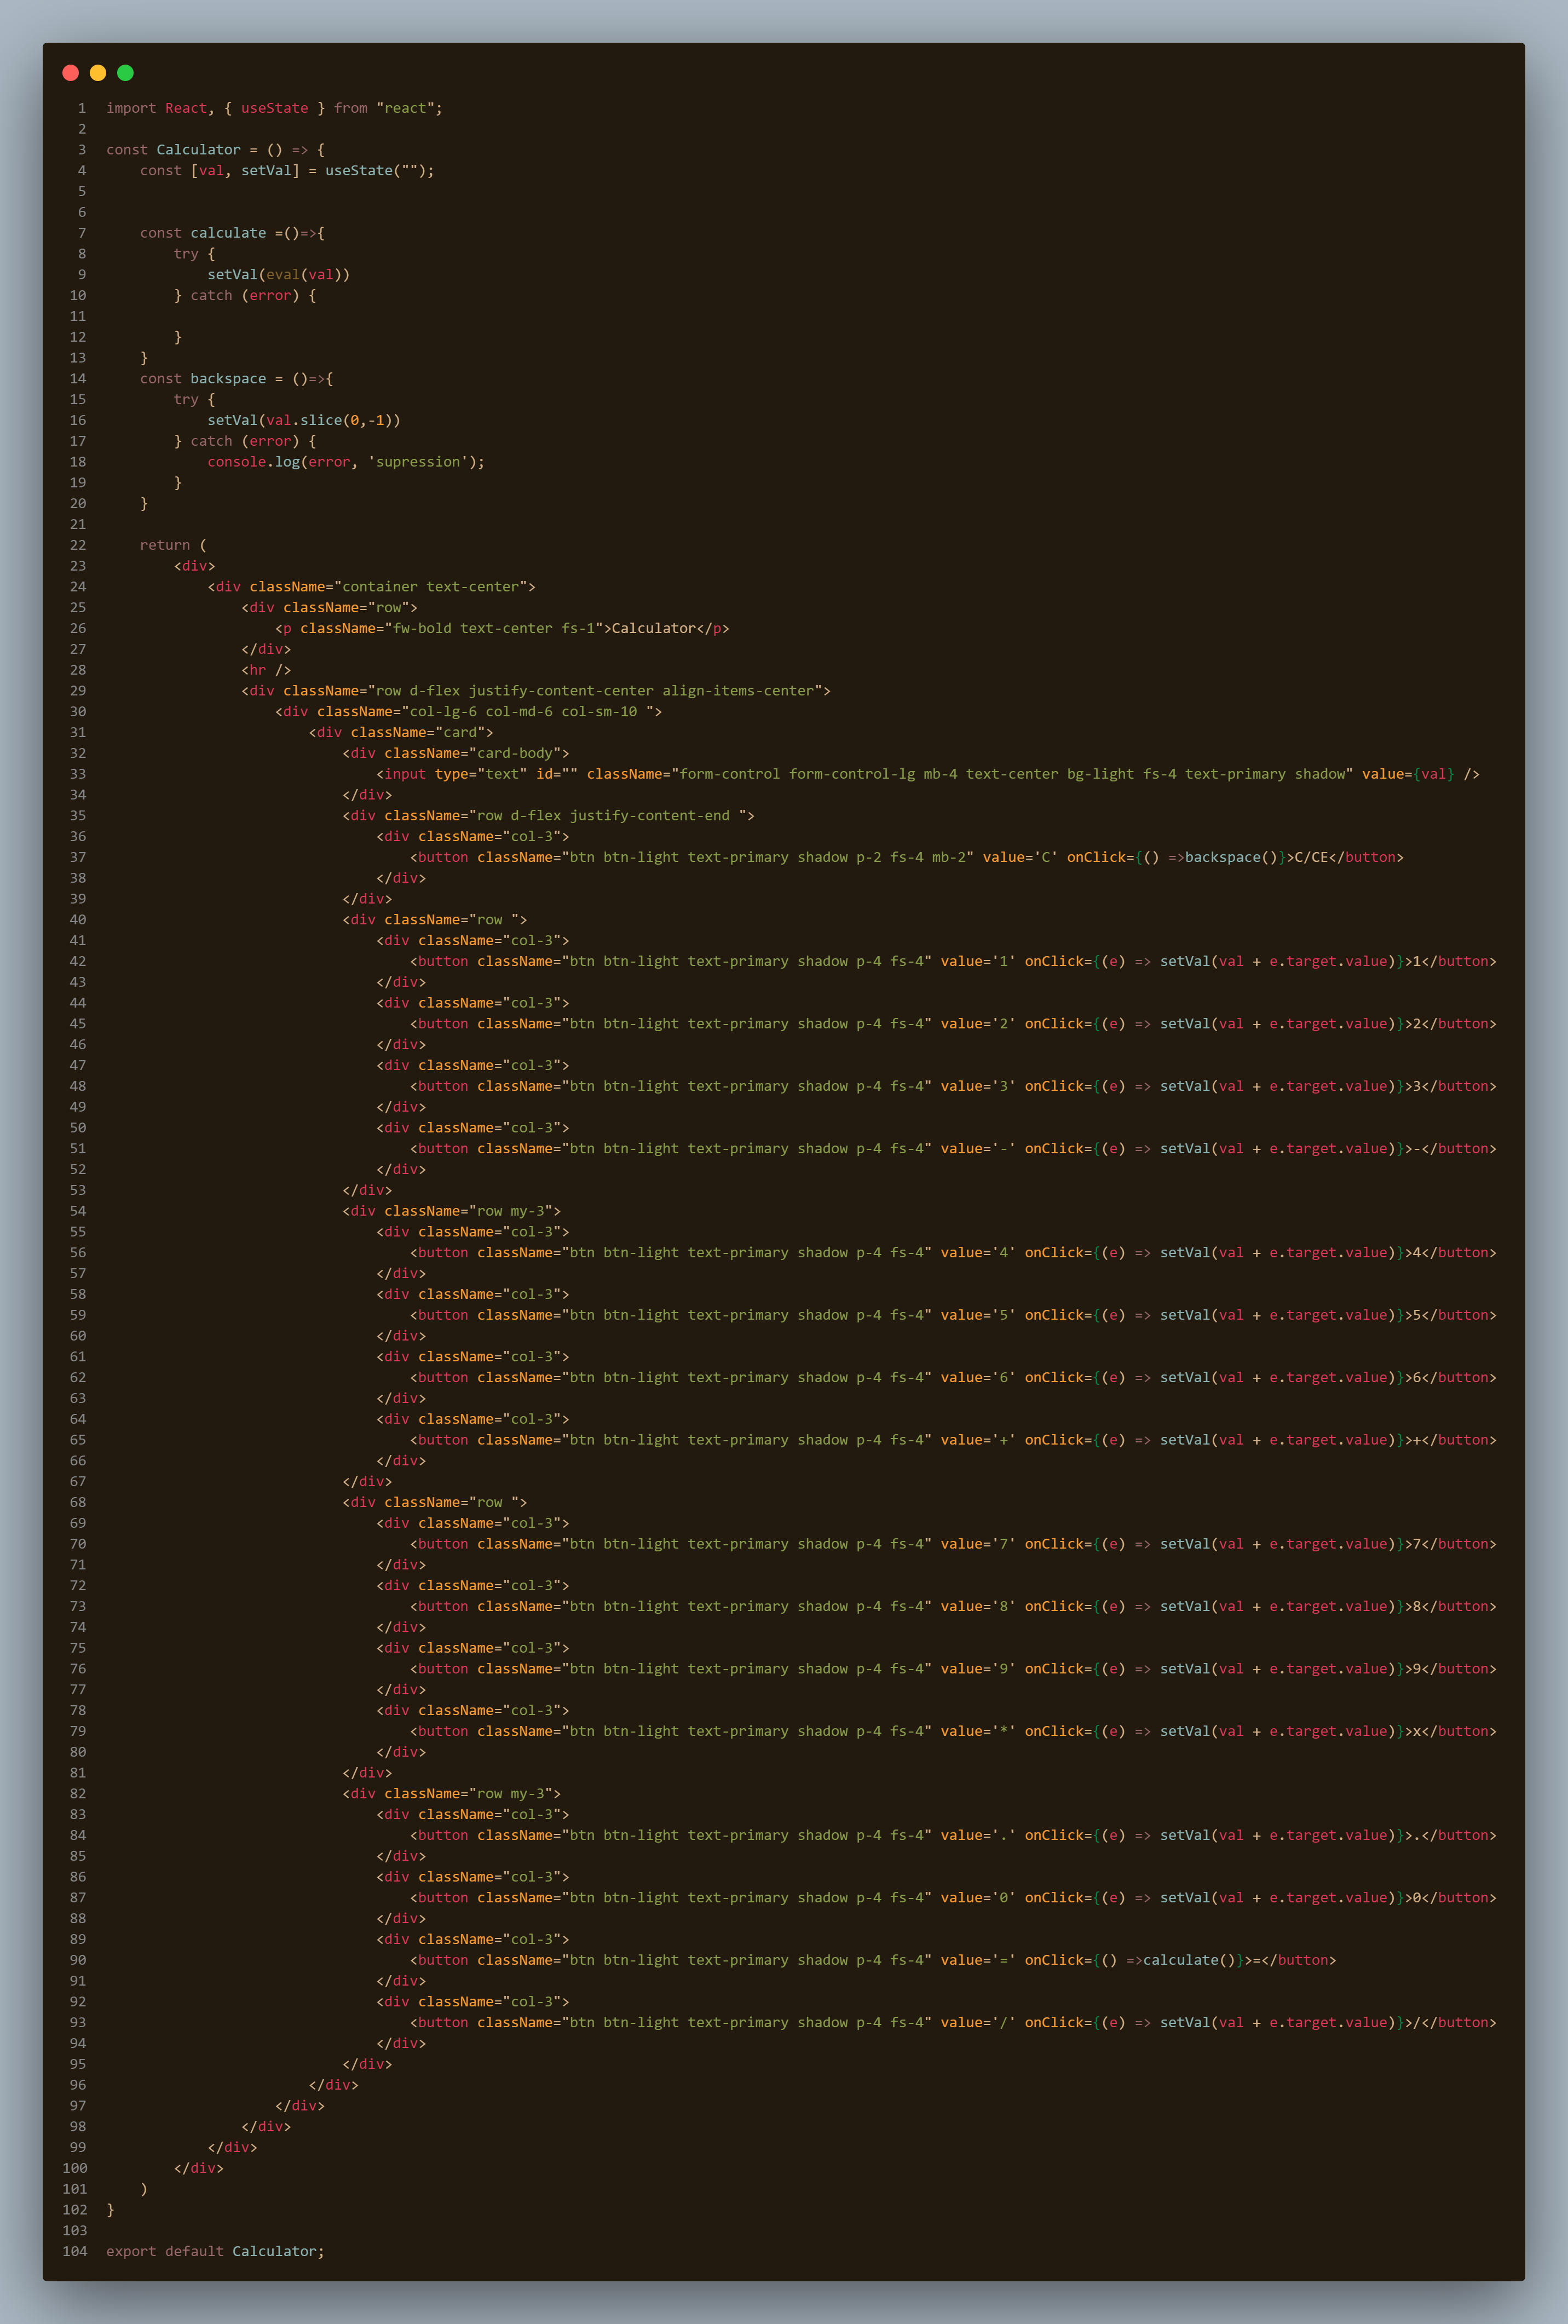 1 import React, { useState } from "react";
2
3 const Calculator = () => {
4     const [val, setVal] = useState("");
5
6
7     const calculate =()=>{
8         try {
9             setVal(eval(val))
10         } catch (error) {
11
12         }
13     }
14     const backspace = ()=>{
15         try {
16             setVal(val.slice(0,-1))
17         } catch (error) {
18             console.log(error, 'supression');
19         }
20     }
21
22     return (
23         <div>
24             <div className="container text-center">
25                 <div className="row">
26                     <p className="fw-bold text-center fs-1">Calculator</p>
27                 </div>
28                 <hr />
29                 <div className="row d-flex justify-content-center align-items-center">
30                     <div className="col-lg-6 col-md-6 col-sm-10 ">
31                         <div className="card">
32                             <div className="card-body">
33                                 <input type="text" id="" className="form-control form-control-lg mb-4 text-center bg-light fs-4 text-primary shadow" value={val} />
34                             </div>
35                             <div className="row d-flex justify-content-end ">
36                                 <div className="col-3">
37                                     <button className="btn btn-light text-primary shadow p-2 fs-4 mb-2" value='C' onClick={() =>backspace()}>C/CE</button>
38                                 </div>
39                             </div>
40                             <div className="row ">
41                                 <div className="col-3">
42                                     <button className="btn btn-light text-primary shadow p-4 fs-4" value='1' onClick={(e) => setVal(val + e.target.value)}>1</button>
43                                 </div>
44                                 <div className="col-3">
45                                     <button className="btn btn-light text-primary shadow p-4 fs-4" value='2' onClick={(e) => setVal(val + e.target.value)}>2</button>
46                                 </div>
47                                 <div className="col-3">
48                                     <button className="btn btn-light text-primary shadow p-4 fs-4" value='3' onClick={(e) => setVal(val + e.target.value)}>3</button>
49                                 </div>
50                                 <div className="col-3">
51                                     <button className="btn btn-light text-primary shadow p-4 fs-4" value='-' onClick={(e) => setVal(val + e.target.value)}>-</button>
52                                 </div>
53                             </div>
54                             <div className="row my-3">
55                                 <div className="col-3">
56                                     <button className="btn btn-light text-primary shadow p-4 fs-4" value='4' onClick={(e) => setVal(val + e.target.value)}>4</button>
57                                 </div>
58                                 <div className="col-3">
59                                     <button className="btn btn-light text-primary shadow p-4 fs-4" value='5' onClick={(e) => setVal(val + e.target.value)}>5</button>
60                                 </div>
61                                 <div className="col-3">
62                                     <button className="btn btn-light text-primary shadow p-4 fs-4" value='6' onClick={(e) => setVal(val + e.target.value)}>6</button>
63                                 </div>
64                                 <div className="col-3">
65                                     <button className="btn btn-light text-primary shadow p-4 fs-4" value='+' onClick={(e) => setVal(val + e.target.value)}>+</button>
66                                 </div>
67                             </div>
68                             <div className="row ">
69                                 <div className="col-3">
70                                     <button className="btn btn-light text-primary shadow p-4 fs-4" value='7' onClick={(e) => setVal(val + e.target.value)}>7</button>
71                                 </div>
72                                 <div className="col-3">
73                                     <button className="btn btn-light text-primary shadow p-4 fs-4" value='8' onClick={(e) => setVal(val + e.target.value)}>8</button>
74                                 </div>
75                                 <div className="col-3">
76                                     <button className="btn btn-light text-primary shadow p-4 fs-4" value='9' onClick={(e) => setVal(val + e.target.value)}>9</button>
77                                 </div>
78                                 <div className="col-3">
79                                     <button className="btn btn-light text-primary shadow p-4 fs-4" value='*' onClick={(e) => setVal(val + e.target.value)}>x</button>
80                                 </div>
81                             </div>
82                             <div className="row my-3">
83                                 <div className="col-3">
84                                     <button className="btn btn-light text-primary shadow p-4 fs-4" value='.' onClick={(e) => setVal(val + e.target.value)}>.</button>
85                                 </div>
86                                 <div className="col-3">
87                                     <button className="btn btn-light text-primary shadow p-4 fs-4" value='0' onClick={(e) => setVal(val + e.target.value)}>0</button>
88                                 </div>
89                                 <div className="col-3">
90                                     <button className="btn btn-light text-primary shadow p-4 fs-4" value='=' onClick={() =>calculate()}>=</button>
91                                 </div>
92                                 <div className="col-3">
93                                     <button className="btn btn-light text-primary shadow p-4 fs-4" value='/' onClick={(e) => setVal(val + e.target.value)}>/</button>
94                                 </div>
95                             </div>
96                         </div>
97                     </div>
98                 </div>
99             </div>
100         </div>
101     )
102 }
103
104 export default Calculator;